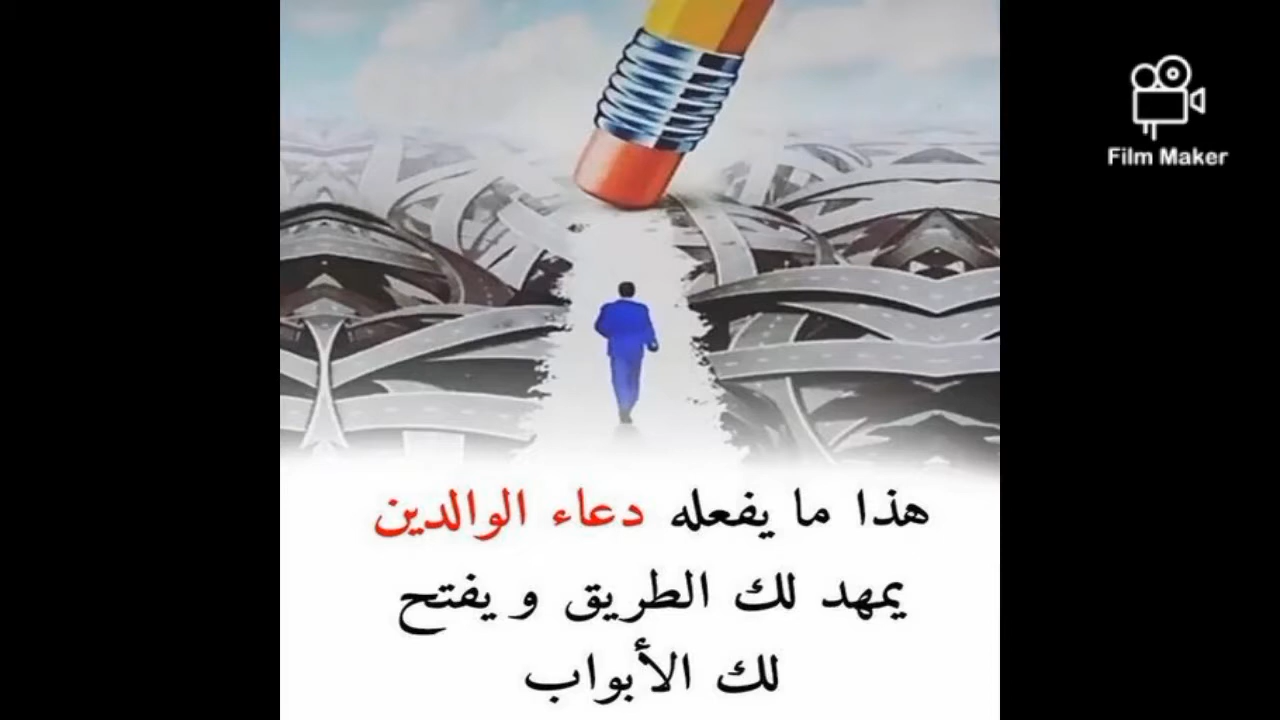 Film Maker
هذا ما يفعله دعاء الوالدين
يمهد لك الطريق و يفتح
لك الأبواب